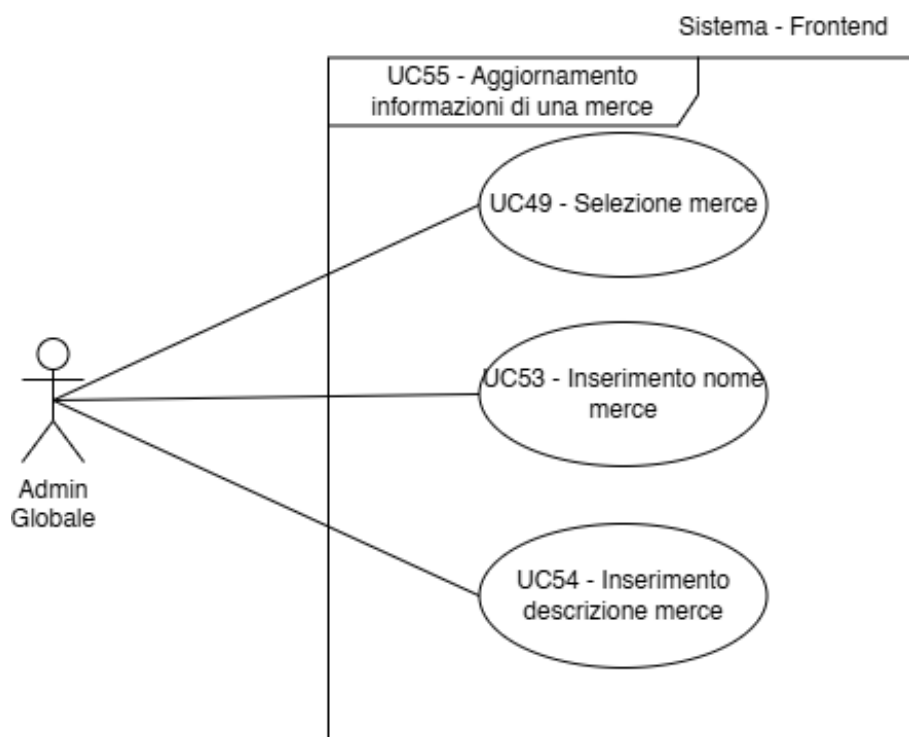 Sistema - Frontend
UC55 - Aggiornamento
informazioni di una merce
UC49 - Selezione merce
UC53 - Inserimento nome
merce
Admin
Globale
UC54 - Inserimento
descrizione merce